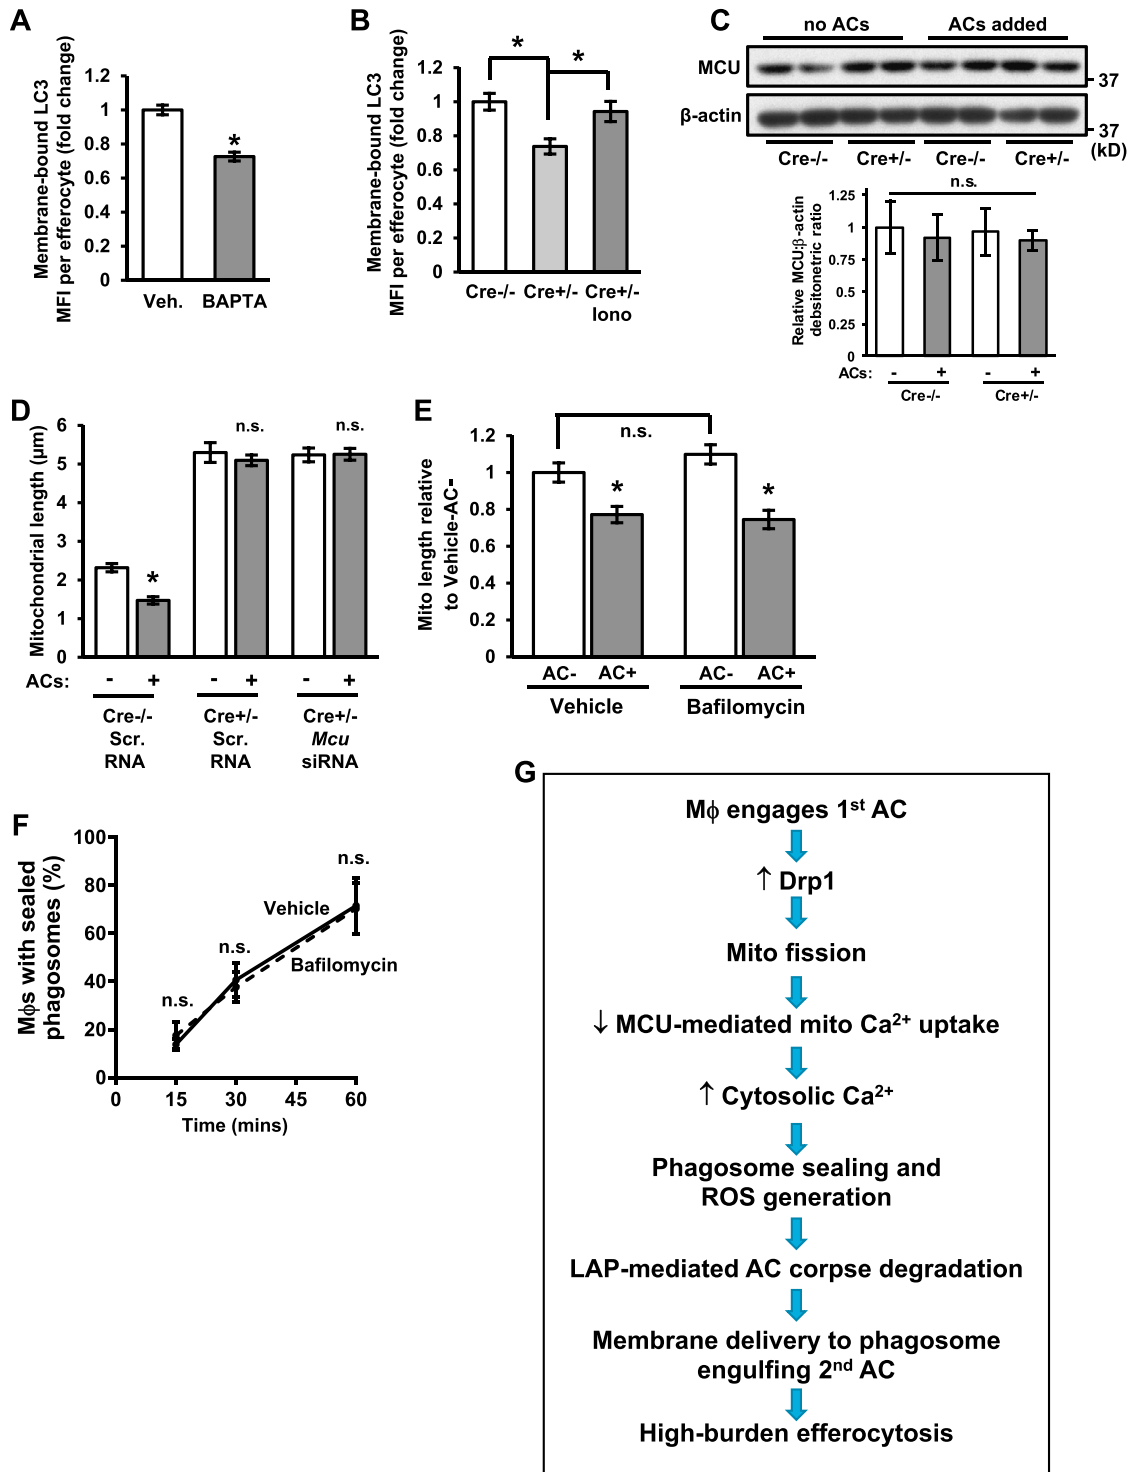 A
Membrane-bound LC3
MFI per efferocyte (fold change)
1.2
1
0.8
0.6
0.4
0.2
0
*
Veh. BAPTA
B
Membrane-bound LC3
MFI per efferocyte (fold change)
1.2
1
0.8
0.6
0.4
0.2
0
* *
Cre-/- Cre+/- Cre+/-
Iono
C
no ACs ACs added
MCU
37
β-actin
37
(kD)
Cre-/- Cre+/- Cre-/- Cre+/-
Relative MCU:β-actin
debsitonetric ratio
1.25
1
0.75
0.5
0.25
0
n.s.
ACs: - + - +
Cre-/- Cre+/-
D
Mitochondrial length (μm)
6
5
4
3
2
1
0
* n.s. n.s.
ACs: - + - + - +
Cre-/- Cre+/- Cre+/-
Scr. Scr. Mcu
RNA RNA siRNA
E
Mito length relative
to Vehicle-AC-
1.2
1
0.8
0.6
0.4
0.2
0
n.s.
* *
AC- AC+ AC- AC+
Vehicle Bafilomycin
F
Mϕs with sealed
phagosomes (%)
100
80
60
40
20
0
n.s.
n.s.
n.s.
Vehicle
Bafilomycin
0 15 30 45 60
Time (mins)
G
Mϕ engages 1st AC
↑ Drp1
Mito fission
↓ MCU-mediated mito Ca2+ uptake
↑ Cytosolic Ca2+
Phagosome sealing and
ROS generation
LAP-mediated AC corpse degradation
Membrane delivery to phagosome
engulfing 2nd AC
High-burden efferocytosis